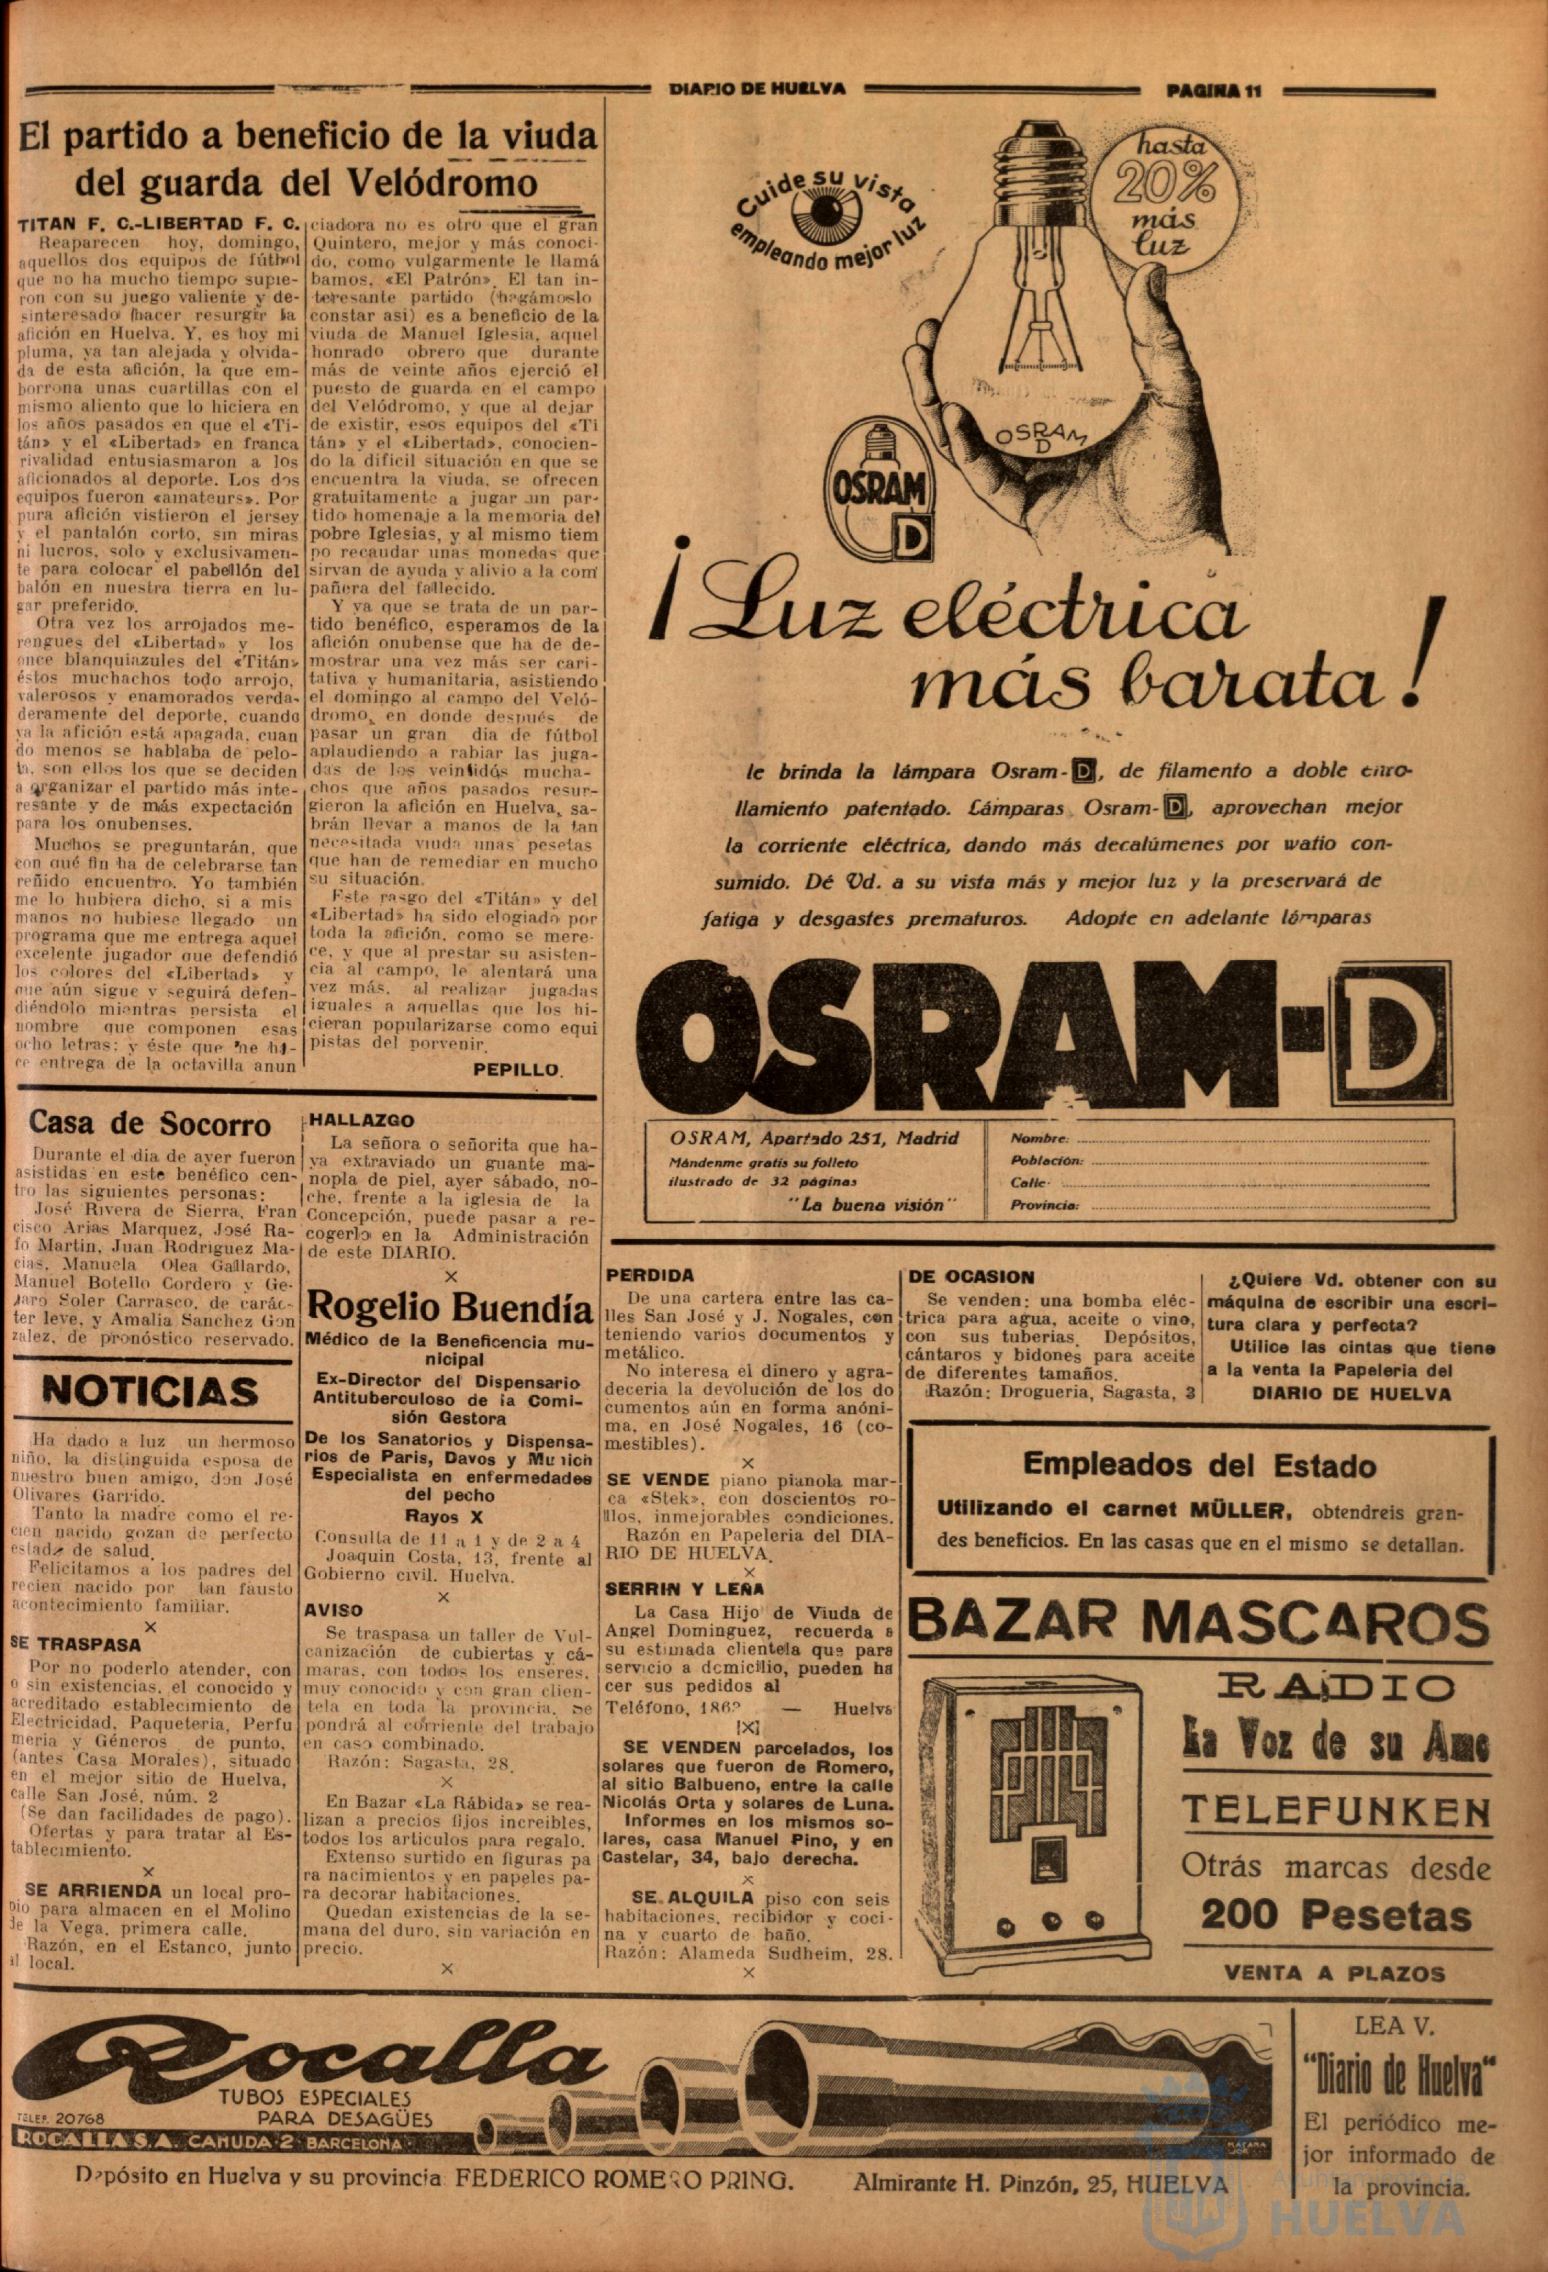 DIARIO DE HUELVA
PAGINA 11
El partido a beneficio de la viuda
del guarda del Velódromo
TITAN F. C.-LIBERTAD F. C.
Reaparecen hoy, domingo,
aquellos dos equipos de fútbol
que no ha mucho tiempo supie-
ron con su juego valiente y de-
sinteresado hacer resurgir la
afición en Huelva. Y, es hoy mi
pluma, ya tan alejada y olvida-
da de esta afición, la que em-
borrona unas cuartillas con el
mismo aliento que lo hiciera en
los años pasados en que el «Ti-
tán» y el «Libertad» en franca
rivalidad entusiasmaron a los
aficionados al deporte. Los dos
equipos fueron «amateurs». Por
pura afición vistieron el jersey
y el pantalón corto, sin miras
ni lucros, solo y exclusivamen-
te para colocar el pabellón del
balón en nuestra tierra en lu-
gar preferido.
Otra vez los arrojados me-
rengues del «Libertad» y los
once blanquiazules del «Titán»
éstos muchachos todo arrojo,
valerosos y enamorados verda-
deramente del deporte, cuando
ya la afición está apagada, cuan
do menos se hablaba de pelo-
ta, son ellos los que se deciden
a organizar el partido más inte-
resante y de más expectación
para los onubenses.
Muchos se preguntarán, que
con qué fin ha de celebrarse tan
reñido encuentro. Yo también
me lo hubiera dicho, si a mis
manos no hubiese llegado un
programa que me entrega aquel
excelente jugador que defendió
los colores del «Libertad» y
que aún sigue y seguirá defen-
diéndolo mientras persista el
nombre que componen esas
ocho letras: y éste que me ha-
ce entrega de la octavilla anun
ciadora no es otro que el gran
Quintero, mejor y más conoci-
do, como vulgarmente le llamá
bamos, «El Patrón». El tan in-
teresante partido (hagámoslo
constar asi) es a beneficio de la
viuda de Manuel Iglesia, aquel
honrado obrero que durante
más de veinte años ejerció el
puesto de guarda en el campo
del Velódromo, y que al dejar
de existir, esos equipos del «Ti
tán» y el «Libertad», conocien-
do la dificil situación en que se
encuentra la viuda, se ofrecen
gratuitamente a jugar un par-
tido homenaje a la memoria del
pobre Iglesias, y al mismo tiem
po recaudar unas monedas que
sirvan de ayuda y alivio a la com
pañera del fallecido.
Y ya que se trata de un par-
tido benéfico, esperamos de la
afición onubense que ha de de-
mostrar una vez más ser cari-
tativa y humanitaria, asistiendo
el domingo al campo del Veló-
dromo, en donde después de
pasar un gran dia de fútbol
aplaudiendo a rabiar las juga-
das de los veintidós mucha-
chos que años pasados resur-
gieron la afición en Huelva, sa-
brán llevar a manos de la tan
necesitada viuda unas pesetas
que han de remediar en mucho
su situación.
Este rasgo del «Titán» y del
«Libertad» ha sido elogiado por
toda la afición, como se mere-
ce, y que al prestar su asisten-
cia al campo, le alentará una
vez más, al realizar jugadas
iguales a aquellas que los hi-
cieran popularizarse como equi
pistas del porvenir.
PEPILLO.
Cuide su vista
empleando mejor luz
hasta
20%
más
luz
OSRAM
D
OSRAM
D
¡Luz eléctrica
más barata!
le brinda la lámpara Osram-D, de filamento a doble enro-
llamiento patentado. Lámparas Osram-D, aprovechan mejor
la corriente eléctrica, dando más decalúmenes por watio con-
sumido. Dé Vd. a su vista más y mejor luz y la preservará de
fatiga y desgastes prematuros. Adopte en adelante lámparas
OSRAM-D
OSRAM, Apartado 251, Madrid
Mándenme gratis su folleto
ilustrado de 32 páginas
"La buena visión"
Nombre:
Población:
Calle:
Provincia:
Casa de Socorro
Durante el dia de ayer fueron
asistidas en este benéfico cen-
tro las siguientes personas:
José Rivera de Sierra, Fran
cisco Arias Marquez, José Ra-
fo Martin, Juan Rodriguez Ma-
cias, Manuela Olea Gallardo,
Manuel Botello Cordero y Ge-
naro Soler Carrasco, de carác-
ter leve, y Amalia Sanchez Gon
zalez, de pronóstico reservado.
NOTICIAS
Ha dado a luz un hermoso
niño, la distinguida esposa de
nuestro buen amigo, don José
Olivares Garrido.
Tanto la madre como el re-
cien nacido gozan de perfecto
estado de salud.
Felicitamos a los padres del
recien nacido por tan fausto
acontecimiento familiar.
×
SE TRASPASA
Por no poderlo atender, con
o sin existencias, el conocido y
acreditado establecimiento de
Electricidad, Paqueteria, Perfu
meria y Géneros de punto,
(antes Casa Morales), situado
en el mejor sitio de Huelva,
calle San José, núm. 2
(Se dan facilidades de pago).
Ofertas y para tratar al Es-
tablecimiento.
×
SE ARRIENDA un local pro-
pio para almacen en el Molino
de la Vega, primera calle.
Razón, en el Estanco, junto
al local.
HALLAZGO
La señora o señorita que ha-
ya extraviado un guante ma-
nopla de piel, ayer sábado, no-
che, frente a la iglesia de la
Concepción, puede pasar a re-
cogerlo en la Administración
de este DIARIO.
×
Rogelio Buendía
Médico de la Beneficencia mu-
nicipal
Ex-Director del Dispensario
Antituberculoso de la Comi-
sión Gestora
De los Sanatorios y Dispensa-
rios de Paris, Davos y Munich
Especialista en enfermedades
del pecho
Rayos X
Consulta de 11 a 1 y de 2 a 4
Joaquin Costa, 13, frente al
Gobierno civil. Huelva.
×
AVISO
Se traspasa un taller de Vul-
canización de cubiertas y cá-
maras, con todos los enseres,
muy conocido y con gran clien-
tela en toda la provincia. Se
pondrá al corriente del trabajo
en caso combinado.
Razón: Sagasta, 28.
×
En Bazar «La Rábida» se rea-
lizan a precios fijos increibles,
todos los articulos para regalo.
Extenso surtido en figuras pa
ra nacimientos y en papeles pa-
ra decorar habitaciones.
Quedan existencias de la se-
mana del duro, sin variación en
precio.
×
PERDIDA
De una cartera entre las ca-
lles San José y J. Nogales, con
teniendo varios documentos y
metálico.
No interesa el dinero y agra-
deceria la devolución de los do
cumentos aún en forma anóni-
ma, en José Nogales, 16 (co-
mestibles).
×
SE VENDE piano pianola mar-
ca «Stek», con doscientos ro-
llos, inmejorables condiciones.
Razón en Papeleria del DIA-
RIO DE HUELVA.
×
SERRIN Y LEÑA
La Casa Hijo de Viuda de
Angel Dominguez, recuerda a
su estimada clientela que para
servicio a domicilio, pueden ha
cer sus pedidos al
Teléfono, 1862 — Huelva
[×]
SE VENDEN parcelados, los
solares que fueron de Romero,
al sitio Balbueno, entre la calle
Nicolás Orta y solares de Luna.
Informes en los mismos so-
lares, casa Manuel Pino, y en
Castelar, 34, bajo derecha.
×
SE ALQUILA piso con seis
habitaciones, recibidor y coci-
na y cuarto de baño.
Razón: Alameda Sudheim, 28.
×
DE OCASION
Se venden: una bomba eléc-
trica para agua, aceite o vino,
con sus tuberias. Depósitos,
cántaros y bidones para aceite
de diferentes tamaños.
Razón: Drogueria, Sagasta, 3
¿Quiere Vd. obtener con su
máquina de escribir una escri-
tura clara y perfecta?
Utilice las cintas que tiene
a la venta la Papeleria del
DIARIO DE HUELVA
Empleados del Estado
Utilizando el carnet MÜLLER, obtendreis gran-
des beneficios. En las casas que en el mismo se detallan.
BAZAR MASCAROS
RADIO
La Voz de su Amo
TELEFUNKEN
Otrás marcas desde
200 Pesetas
VENTA A PLAZOS
Rocalla
TUBOS ESPECIALES
PARA DESAGÜES
TELEF. 20768
ROCALLA S.A. CAMUDA-2 BARCELONA
Depósito en Huelva y su provincia FEDERICO ROMERO PRING. Almirante H. Pinzón, 25, HUELVA
LEA V.
"Diario de Huelva"
El periódico me-
jor informado de
la provincia.
Ayuntamiento de
HUELVA